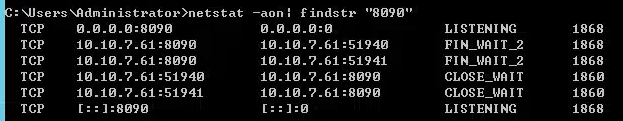 C:\Users\Administrator>netstat -aon| findstr "8090"
TCP 0.0.0.0:8090 0.0.0.0:0 LISTENING 1868
TCP 10.10.7.61:8090 10.10.7.61:51940 FIN_WAIT_2 1868
TCP 10.10.7.61:8090 10.10.7.61:51941 FIN_WAIT_2 1868
TCP 10.10.7.61:51940 10.10.7.61:8090 CLOSE_WAIT 1860
TCP 10.10.7.61:51941 10.10.7.61:8090 CLOSE_WAIT 1860
TCP [::]:8090 [::]:0 LISTENING 1868